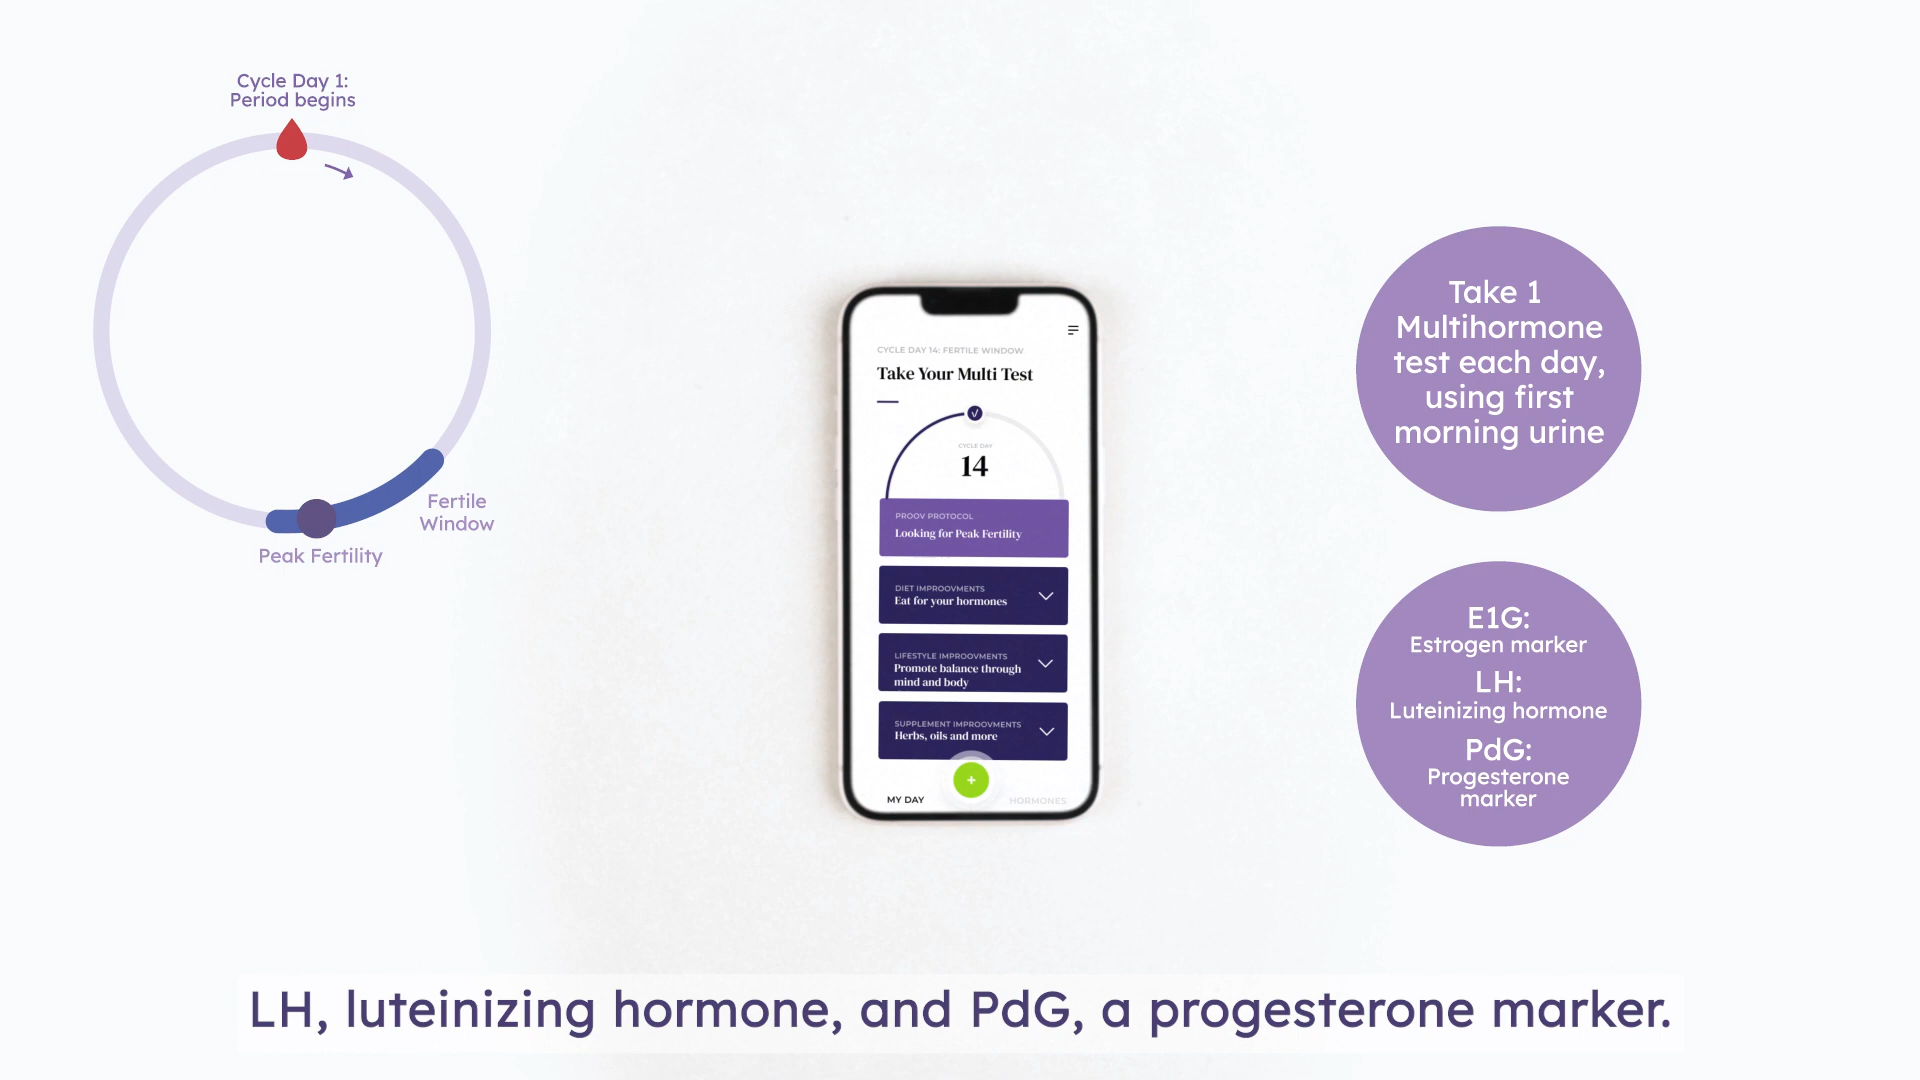 Cycle Day 1:
Period begins
Fertile
Window
Peak Fertility
CYCLE DAY 14: FERTILE WINDOW
Take Your Multi Test
CYCLE DAY
14
PROOV PROTOCOL
Looking for Peak Fertility
DIET IMPROOVMENTS
Eat for your hormones
LIFESTYLE IMPROOVMENTS
Promote balance through
mind and body
SUPPLEMENT IMPROOVMENTS
Herbs, oils and more
MY DAY
HORMONES
Take 1
Multihormone
test each day,
using first
morning urine
E1G:
Estrogen marker
LH:
Luteinizing hormone
PdG:
Progesterone
marker
LH, luteinizing hormone, and PdG, a progesterone marker.